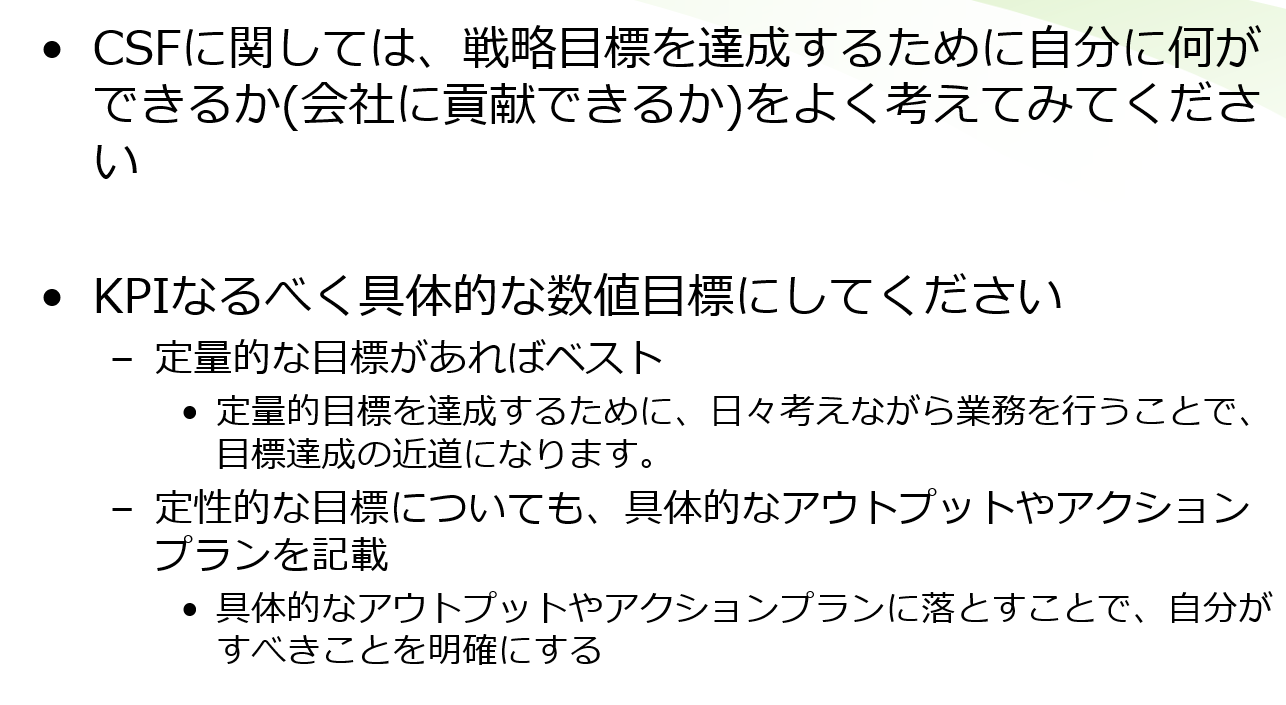 • CSFに関しては、戦略目標を達成するために自分に何が
できるか(会社に貢献できるか)をよく考えてみてくださ
い
• KPIなるべく具体的な数値目標にしてください
– 定量的な目標があればベスト
• 定量的目標を達成するために、日々考えながら業務を行うことで、
目標達成の近道になります。
– 定性的な目標についても、具体的なアウトプットやアクション
プランを記載
• 具体的なアウトプットやアクションプランに落とすことで、自分が
すべきことを明確にする